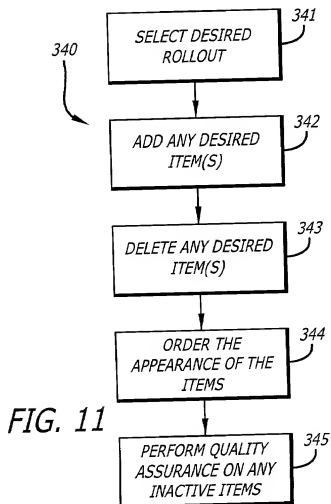 340
341
SELECT DESIRED
ROLLOUT
342
ADD ANY DESIRED
ITEM(S)
343
DELETE ANY DESIRED
ITEM(S)
344
ORDER THE
APPEARANCE OF THE
ITEMS
FIG. 11
345
PERFORM QUALITY
ASSURANCE ON ANY
INACTIVE ITEMS